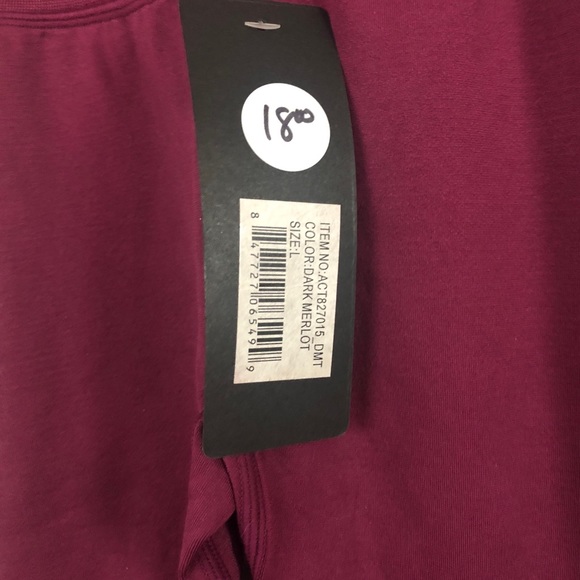 18⁰⁰
ITEM NO:ACT827015_DMT
COLOR:DARK MERLOT
SIZE:L
8 47727 06549 9